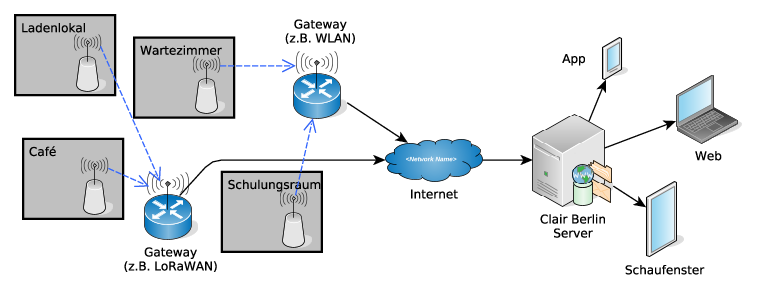 Ladenlokal
Wartezimmer
Gateway
(z.B. WLAN)
App
Café
<Network Name>
Internet
Web
Schulungsraum
Clair Berlin
Server
Gateway
(z.B. LoRaWAN)
Schaufenster